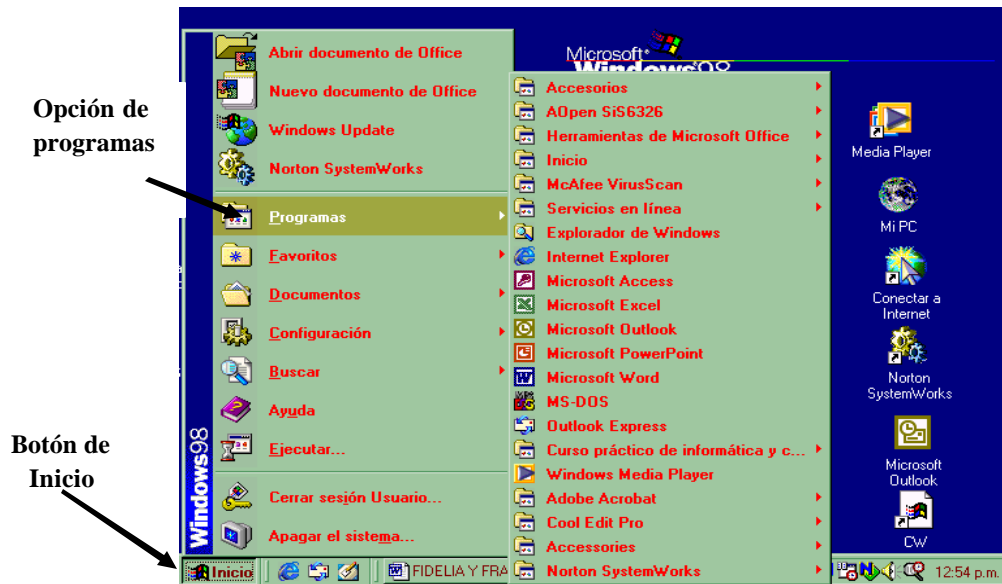 Opción de
programas
Botón de
Inicio
Abrir documento de Office
Nuevo documento de Office
Windows Update
Norton SystemWorks
Programas
Favoritos
Documentos
Configuración
Buscar
Ayuda
Ejecutar...
Cerrar sesión Usuario...
Apagar el sistema...
Windows98
Microsoft
Windows98
Accesorios
AOpen SiS6326
Herramientas de Microsoft Office
Inicio
McAfee VirusScan
Servicios en línea
Explorador de Windows
Internet Explorer
Microsoft Access
Microsoft Excel
Microsoft Outlook
Microsoft PowerPoint
Microsoft Word
MS-DOS
Outlook Express
Curso práctico de informática y c...
Windows Media Player
Adobe Acrobat
Cool Edit Pro
Accessories
Norton SystemWorks
Media Player
Mi PC
Conectar a
Internet
Norton
SystemWorks
Microsoft
Outlook
CW
Inicio
FIDELIA Y FRA
12:54 p.m.